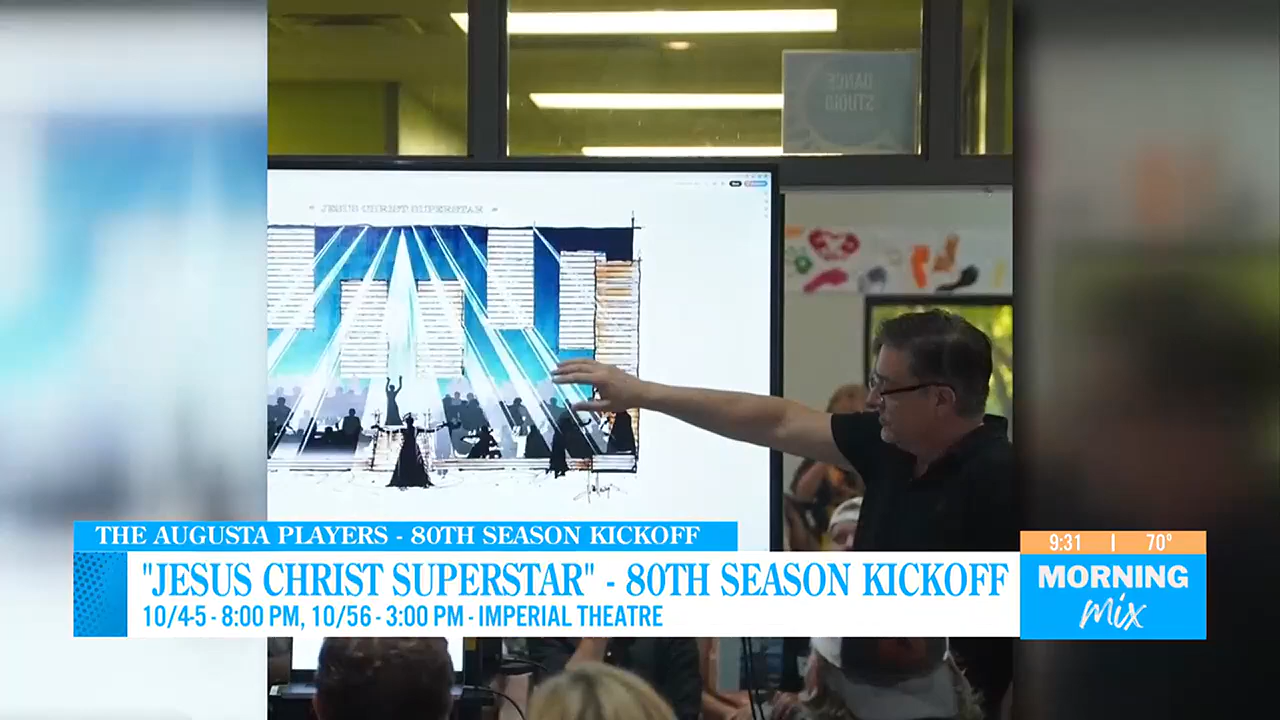 DANCE
STUDIO
JESUS CHRIST SUPERSTAR
THE AUGUSTA PLAYERS - 80TH SEASON KICKOFF
"JESUS CHRIST SUPERSTAR" - 80TH SEASON KICKOFF
10/4-5 - 8:00 PM, 10/56 - 3:00 PM - IMPERIAL THEATRE
9:31 | 70°
MORNING
mix